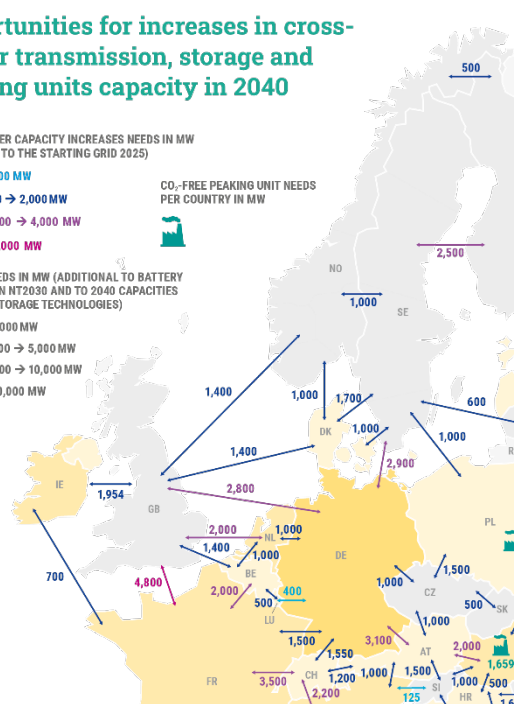 rtunities for increases in cross-
r transmission, storage and
ng units capacity in 2040
ER CAPACITY INCREASES NEEDS IN MW
TO THE STARTING GRID 2025)
00 MW
→ 2,000 MW
00 → 4,000 MW
000 MW
CO₂-FREE PEAKING UNIT NEEDS
PER COUNTRY IN MW
EDS IN MW (ADDITIONAL TO BATTERY
N NT2030 AND TO 2040 CAPACITIES
TORAGE TECHNOLOGIES)
000 MW
00 → 5,000 MW
00 → 10,000 MW
0,000 MW
500
2,500
NO
1,000
SE
1,400
1,000
1,700
600
DK
1,000
1,000
1,400
2,900
IE
1,954
GB
2,800
PL
2,000
NL
1,000
1,400
1,000
DE
BE
1,000
1,500
700
4,800
2,000
500
400
CZ
500
SK
LU
1,000
1,500
3,100
1,550
AT
2,000
1,659
FR
3,500
CH
1,200
1,000
1,500
1,000
500
2,200
125
SI
HR
1,6